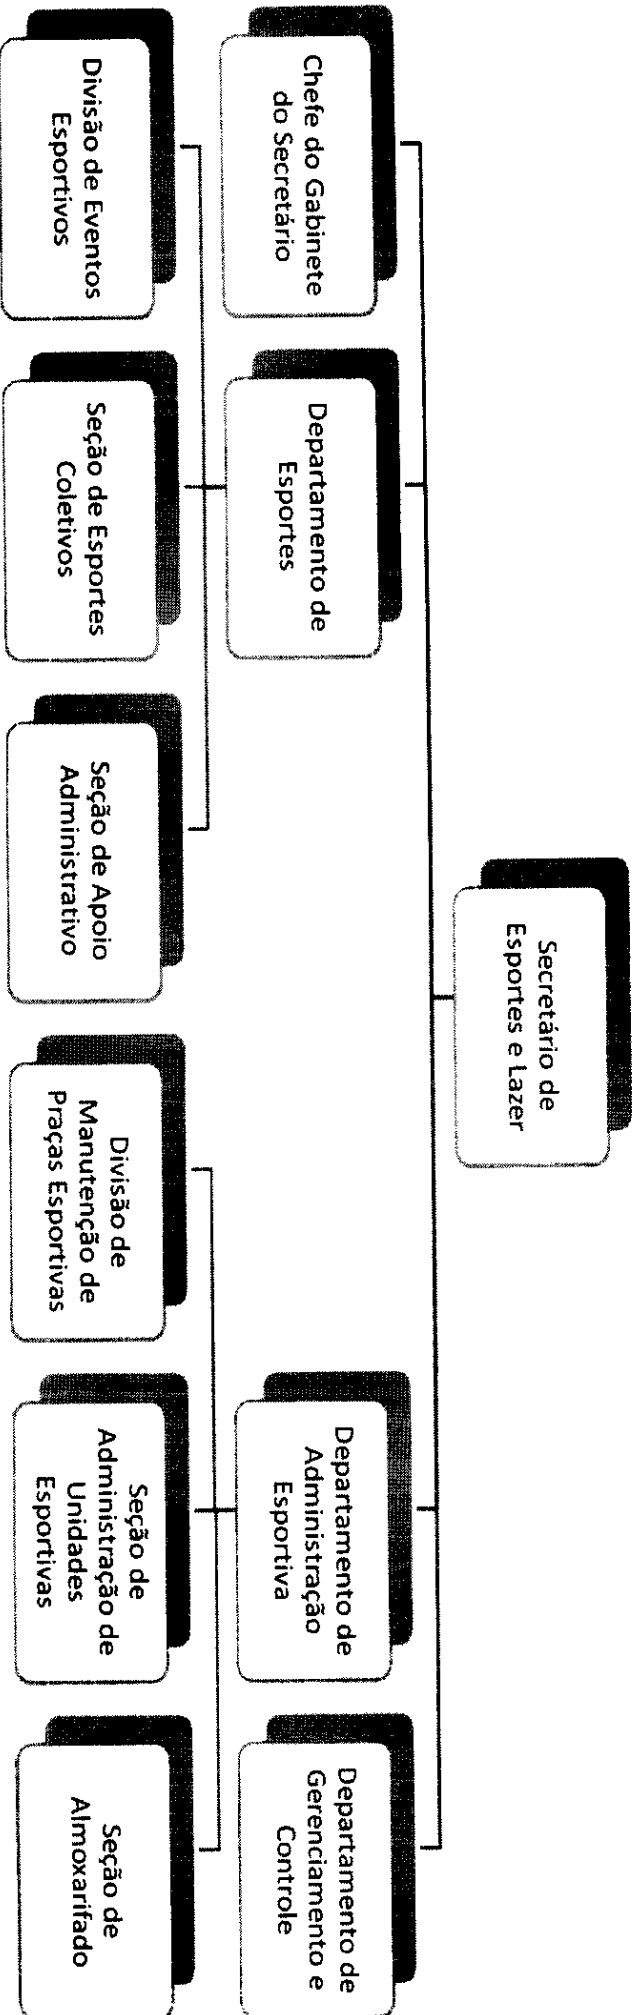 Secretário de
Esportes e Lazer
Chefe do Gabinete
do Secretário
Departamento de
Esportes
Departamento de
Administração
Esportiva
Departamento de
Gerenciamento e
Controle
Divisão de Eventos
Esportivos
Seção de Esportes
Coletivos
Seção de Apoio
Administrativo
Divisão de
Manutenção de
Praças Esportivas
Seção de
Administração de
Unidades
Esportivas
Seção de
Almoxarifado